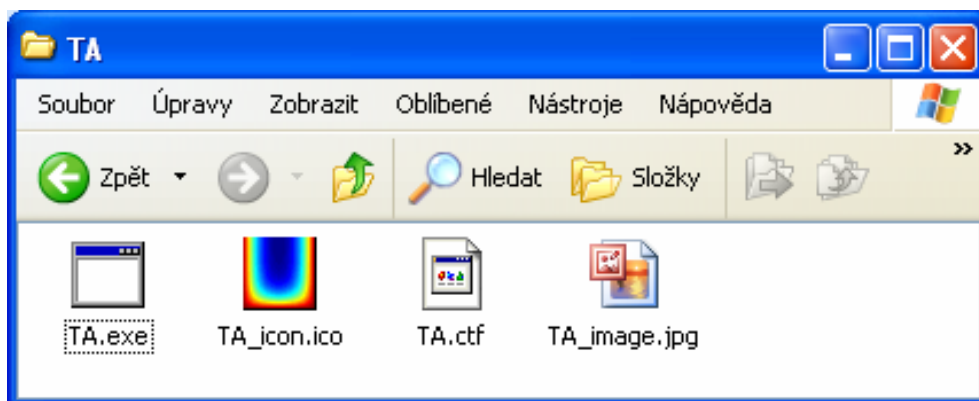 TA
Soubor Úpravy Zobrazit Oblíbené Nástroje Nápověda
Zpět Hledat Složky »
TA.exe TA_icon.ico TA.ctf TA_image.jpg